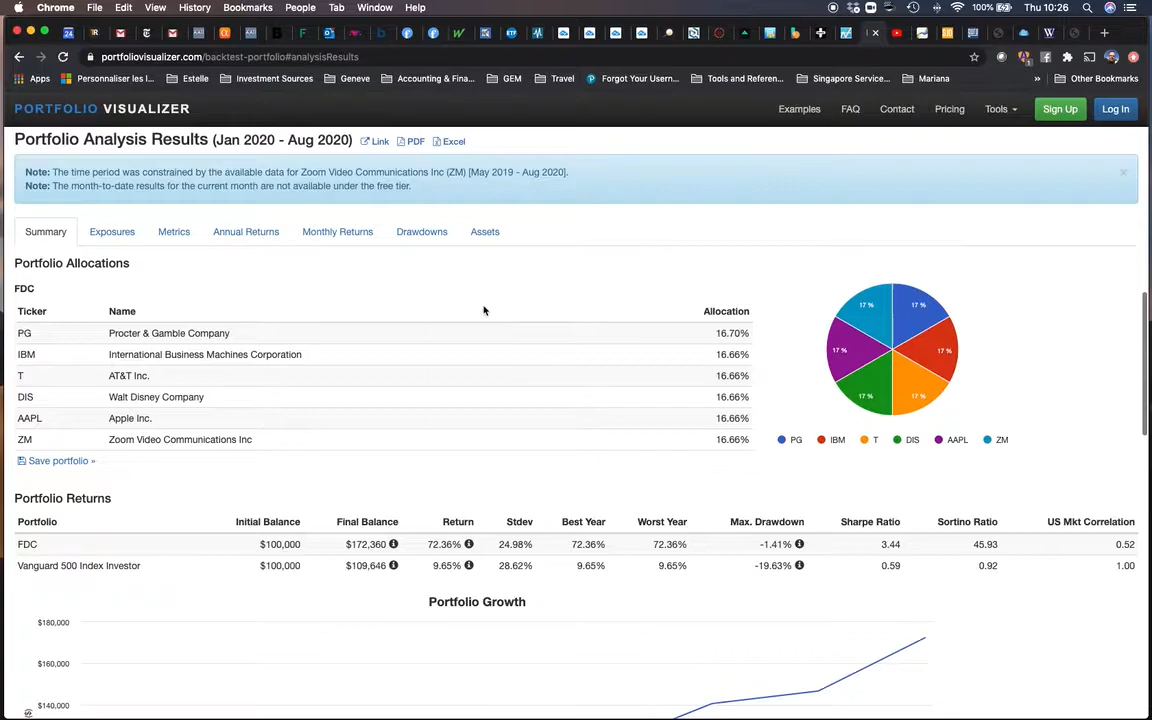 Chrome File Edit View History Bookmarks People Tab Window Help 100% Thu 10:26
portfoliovisualizer.com/backtest-portfolio#analysisResults
Apps Personnaliser les l... Estelle Investment Sources Geneve Accounting & Fina... GEM Travel Forgot Your Usern... Tools and Referen... Singapore Service... Mariana » Other Bookmarks
PORTFOLIO VISUALIZER Examples FAQ Contact Pricing Tools Sign Up Log In
Portfolio Analysis Results (Jan 2020 - Aug 2020) Link PDF Excel
Note: The time period was constrained by the available data for Zoom Video Communications Inc (ZM) [May 2019 - Aug 2020].
Note: The month-to-date results for the current month are not available under the free tier.
Summary Exposures Metrics Annual Returns Monthly Returns Drawdowns Assets
Portfolio Allocations
FDC
Ticker Name Allocation
PG Procter & Gamble Company 16.70%
IBM International Business Machines Corporation 16.66%
T AT&T Inc. 16.66%
DIS Walt Disney Company 16.66%
AAPL Apple Inc. 16.66%
ZM Zoom Video Communications Inc 16.66%
17 % 17 %
17 % 17 %
17 % 17 %
PG IBM T DIS AAPL ZM
Save portfolio »
Portfolio Returns
Portfolio Initial Balance Final Balance Return Stdev Best Year Worst Year Max. Drawdown Sharpe Ratio Sortino Ratio US Mkt Correlation
FDC $100,000 $172,360 72.36% 24.98% 72.36% 72.36% -1.41% 3.44 45.93 0.52
Vanguard 500 Index Investor $100,000 $109,646 9.65% 28.62% 9.65% 9.65% -19.63% 0.59 0.92 1.00
Portfolio Growth
$180,000
$160,000
$140,000